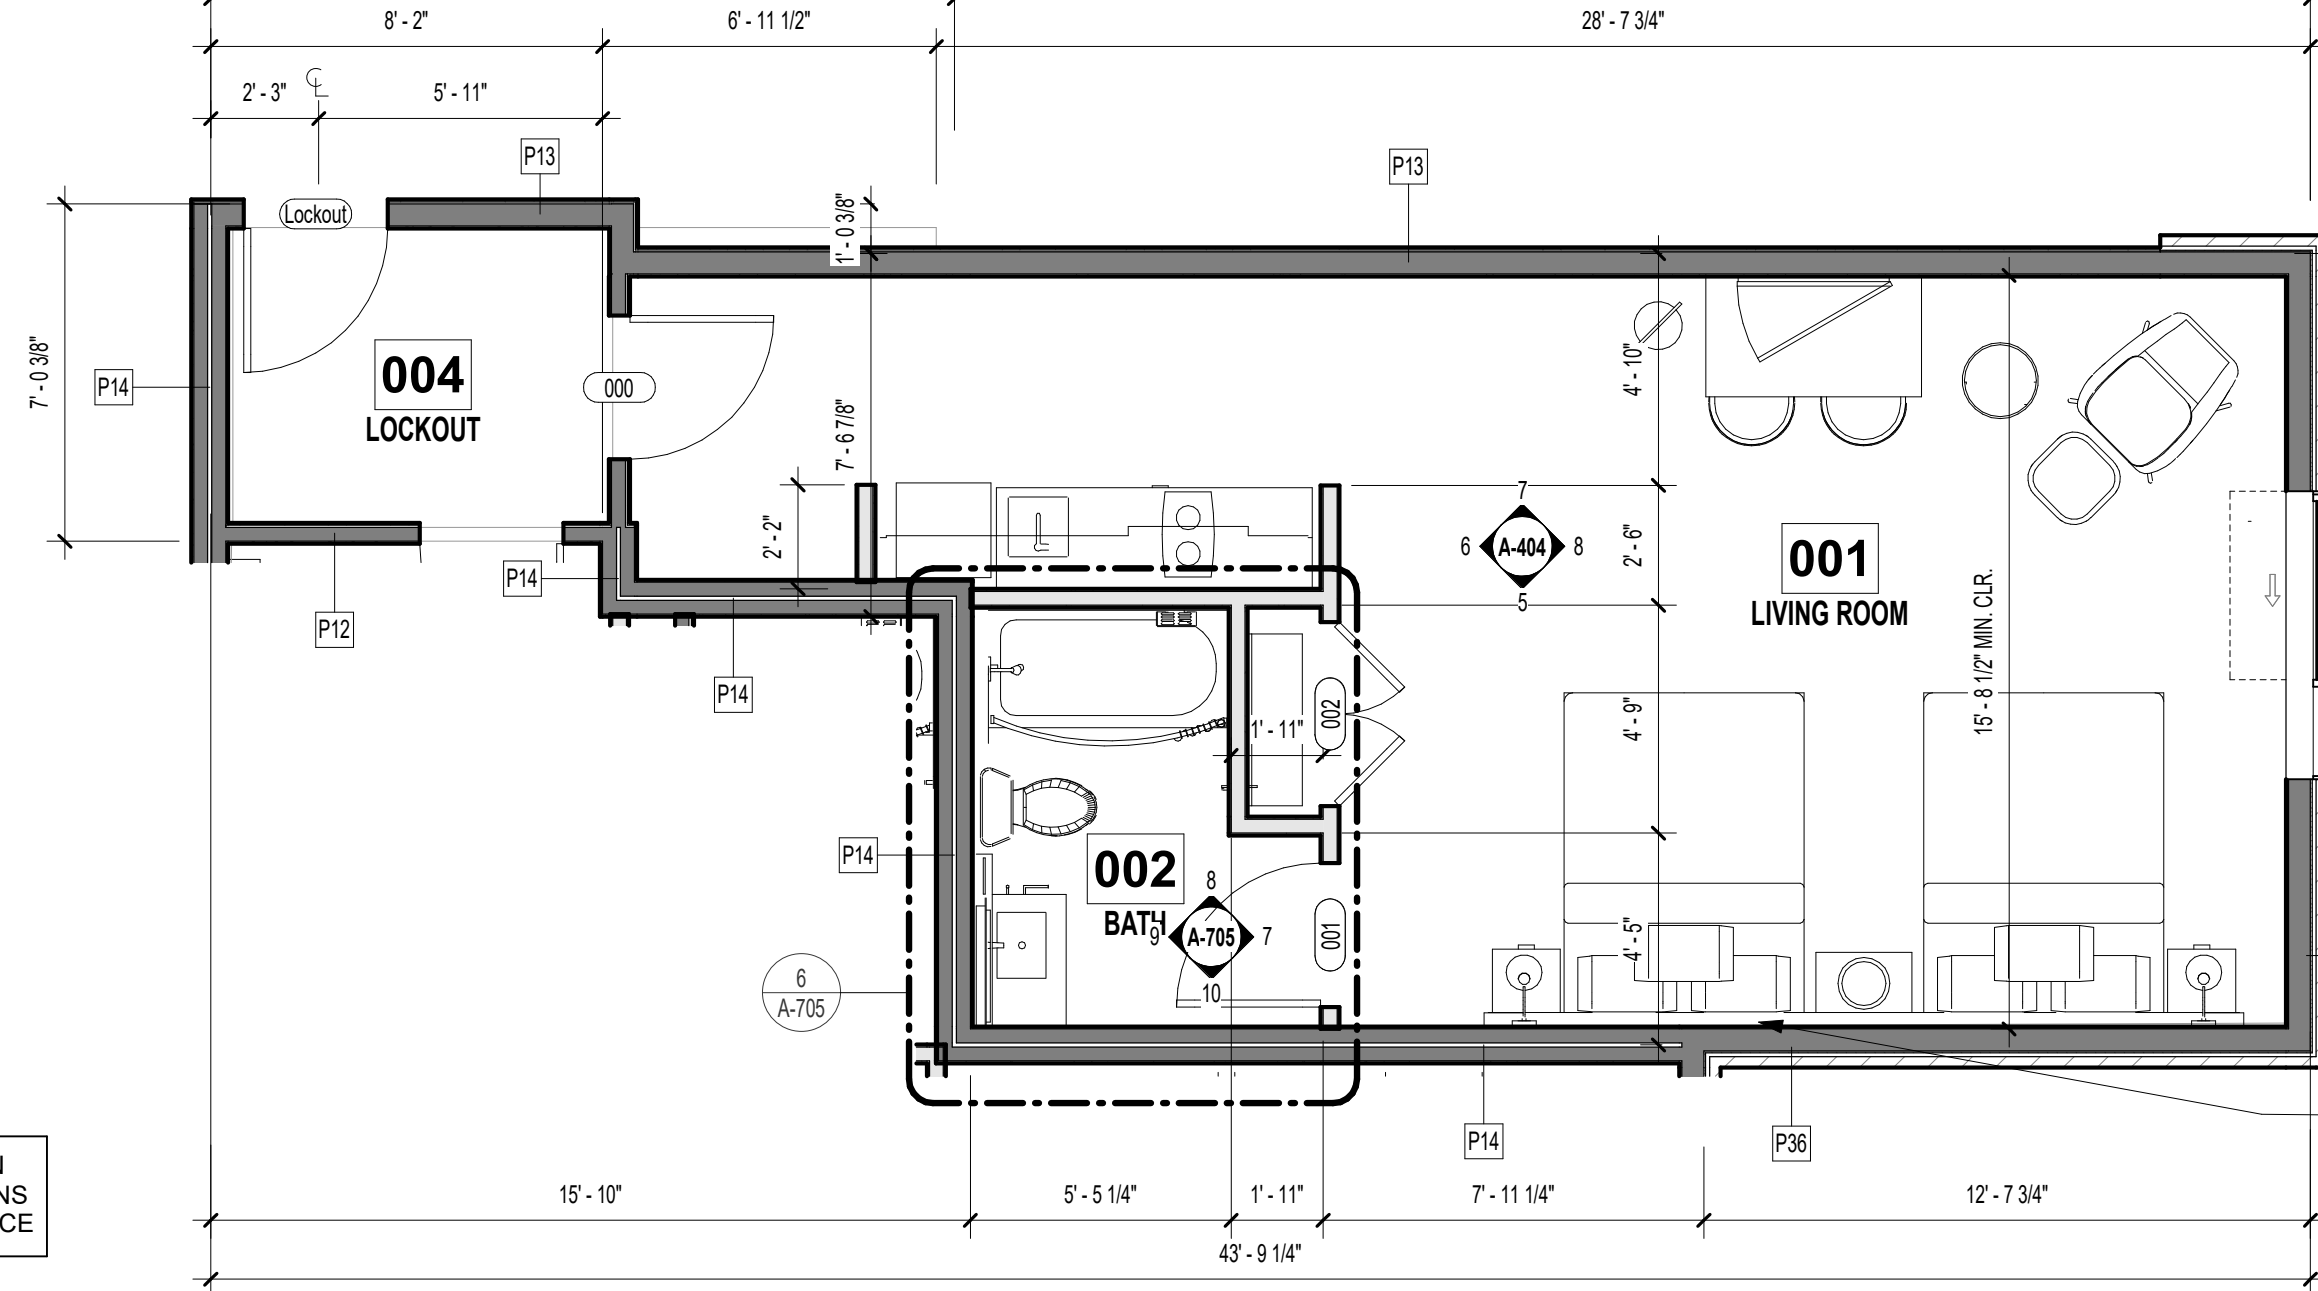 8' - 2"
6' - 11 1/2"
28' - 7 3/4"
2' - 3"
5' - 11"
P13
P13
Lockout
1' - 0 3/8"
7' - 0 3/8"
P14
004
LOCKOUT
000
7' - 6 7/8"
4' - 10"
2' - 2"
7
6
A-404
8
5
2' - 6"
001
LIVING ROOM
15' - 8 1/2" MIN. CLR.
P14
P12
P14
1' - 11"
002
4' - 9"
P14
002
BATH
8
9
A-705
7
10
001
4' - 5"
6
A-705
P14
P36
NS
CE
15' - 10"
5' - 5 1/4"
1' - 11"
7' - 11 1/4"
12' - 7 3/4"
43' - 9 1/4"